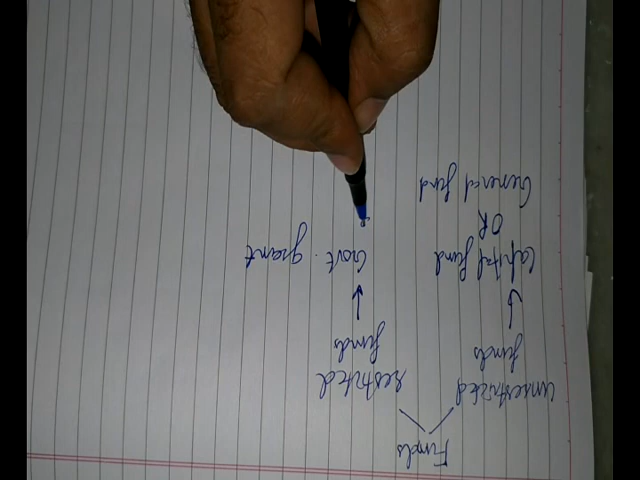 Funds
unrestricted
funds
restricted
funds
Capital fund
OR
General fund
Govt. grant